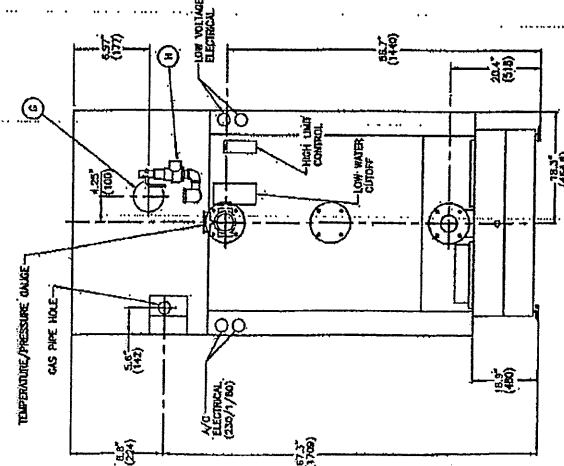 6.97"
(177)
LOW VOLTAGE
ELECTRICAL
56.7"
(1440)
20.4"
(518)
G
H
4.25"
(100)
HIGH LIMIT
CONTROL
LOW WATER
CUTOFF
18.3"
TEMPERATURE/PRESSURE GAUGE
GAS PIPE HOLE
5.6"
(142)
A/C
ELECTRICAL
(230/1/60)
8.8"
(224)
67.3"
(1709)
18.9"
(480)